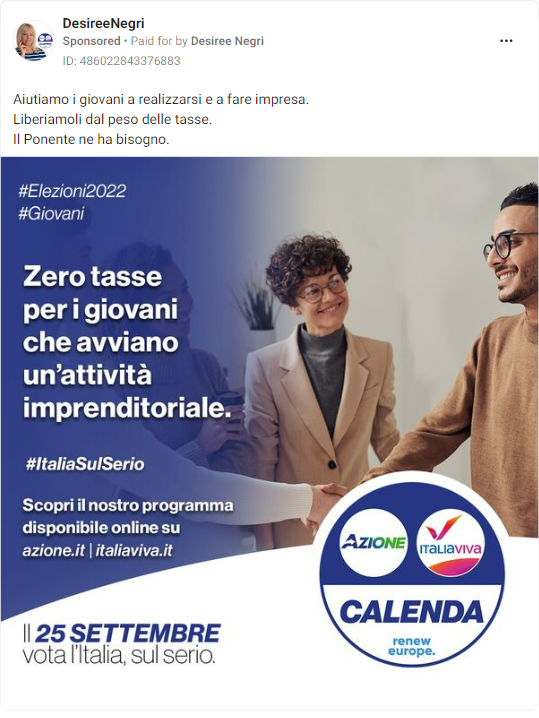 DesireeNegri
Sponsored • Paid for by Desiree Negri
ID: 486022843376883
Aiutiamo i giovani a realizzarsi e a fare impresa.
Liberiamoli dal peso delle tasse.
Il Ponente ne ha bisogno.
#Elezioni2022
#Giovani
Zero tasse
per i giovani
che avviano
un'attività
imprenditoriale.
#ItaliaSulSerio
Scopri il nostro programma
disponibile online su
azione.it | italiaviva.it
AZIONE
ITALIAVIVA
CALENDA
renew
europe.
Il 25 SETTEMBRE
vota l'Italia, sul serio.